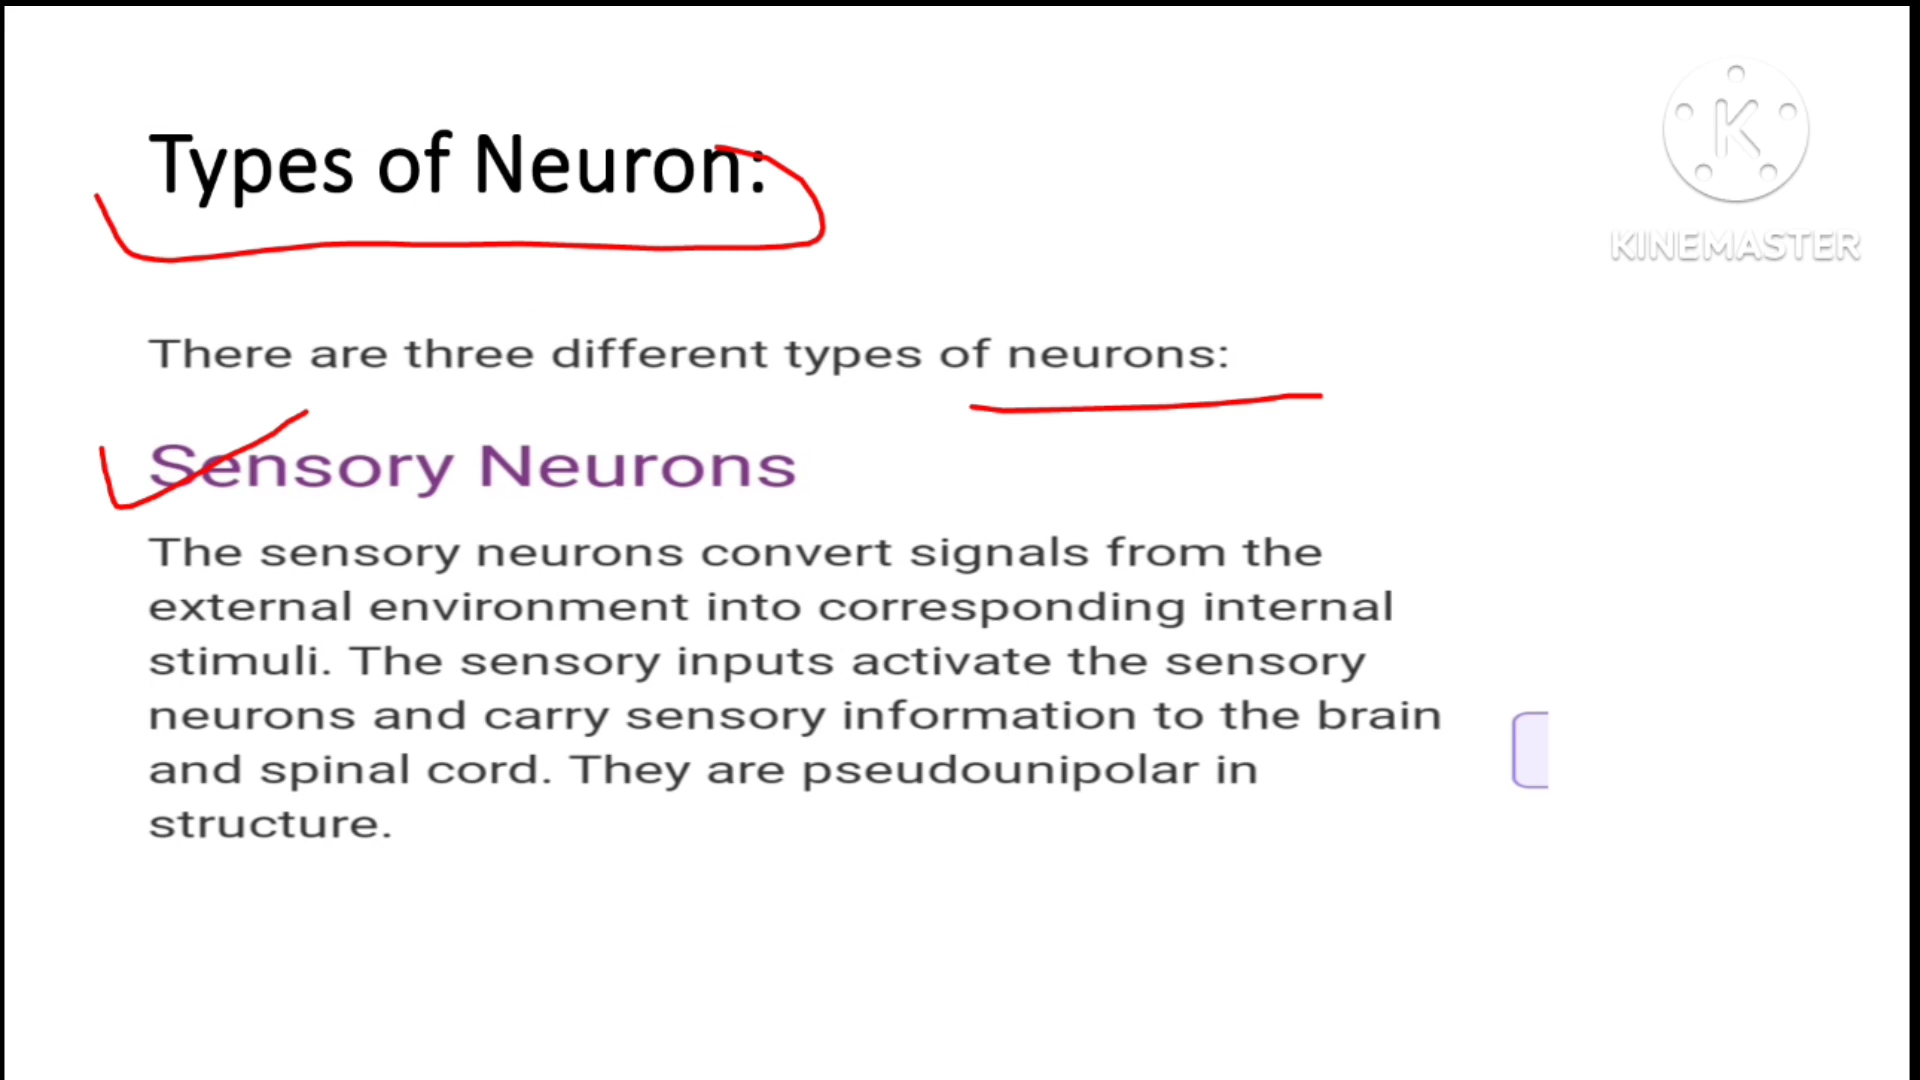 Types of Neuron:
K
KINEMASTER
There are three different types of neurons:
Sensory Neurons
The sensory neurons convert signals from the
external environment into corresponding internal
stimuli. The sensory inputs activate the sensory
neurons and carry sensory information to the brain
and spinal cord. They are pseudounipolar in
structure.